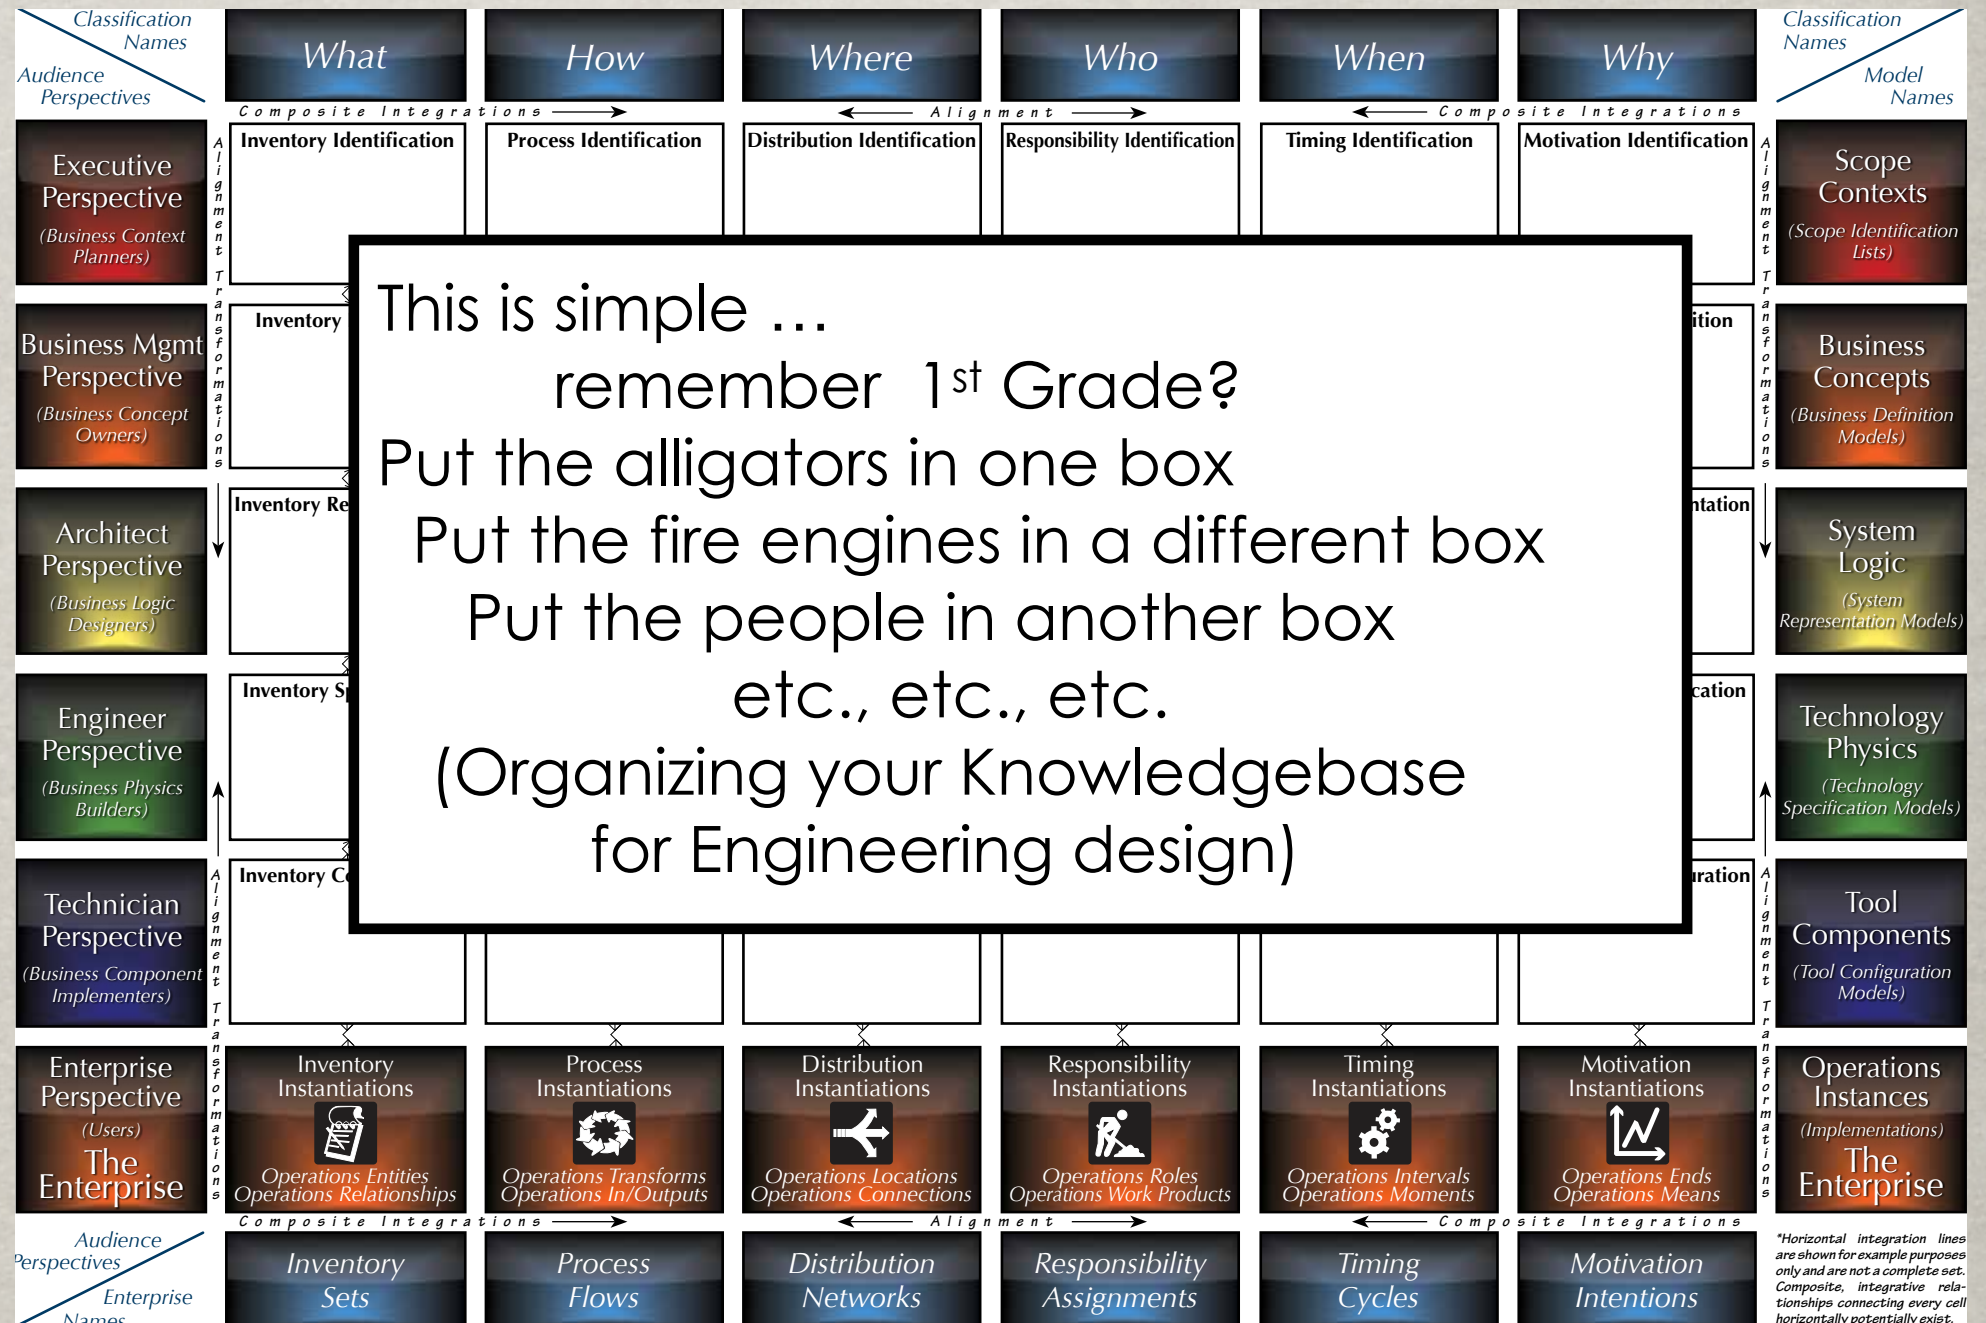 Classification
Names
Audience
Perspectives
What
How
Where
Who
When
Why
Classification
Names
Model
Names
Composite Integrations
Alignment
Composite Integrations
Executive
Perspective
(Business Context
Planners)
Alignment Transformations
Inventory Identification
Process Identification
Distribution Identification
Responsibility Identification
Timing Identification
Motivation Identification
Alignment Transformations
Scope
Contexts
(Scope Identification
Lists)
Business Mgmt
Perspective
(Business Concept
Owners)
Inventory
ition
Business
Concepts
(Business Definition
Models)
Architect
Perspective
(Business Logic
Designers)
Inventory Re
ntation
System
Logic
(System
Representation Models)
This is simple …
remember 1st Grade?
Put the alligators in one box
Put the fire engines in a different box
Put the people in another box
etc., etc., etc.
(Organizing your Knowledgebase
for Engineering design)
Engineer
Perspective
(Business Physics
Builders)
Inventory Sp
cation
Technology
Physics
(Technology
Specification Models)
Technician
Perspective
(Business Component
Implementers)
Alignment Transformations
Inventory Co
uration
Alignment Transformations
Tool
Components
(Tool Configuration
Models)
Enterprise
Perspective
(Users)
The
Enterprise
Inventory
Instantiations
Operations Entities
Operations Relationships
Process
Instantiations
Operations Transforms
Operations In/Outputs
Distribution
Instantiations
Operations Locations
Operations Connections
Responsibility
Instantiations
Operations Roles
Operations Work Products
Timing
Instantiations
Operations Intervals
Operations Moments
Motivation
Instantiations
Operations Ends
Operations Means
Operations
Instances
(Implementations)
The
Enterprise
Composite Integrations
Alignment
Composite Integrations
Audience
Perspectives
Enterprise
Names
Inventory
Sets
Process
Flows
Distribution
Networks
Responsibility
Assignments
Timing
Cycles
Motivation
Intentions
*Horizontal integration lines
are shown for example purposes
only and are not a complete set.
Composite, integrative rela-
tionships connecting every cell
horizontally potentially exist.